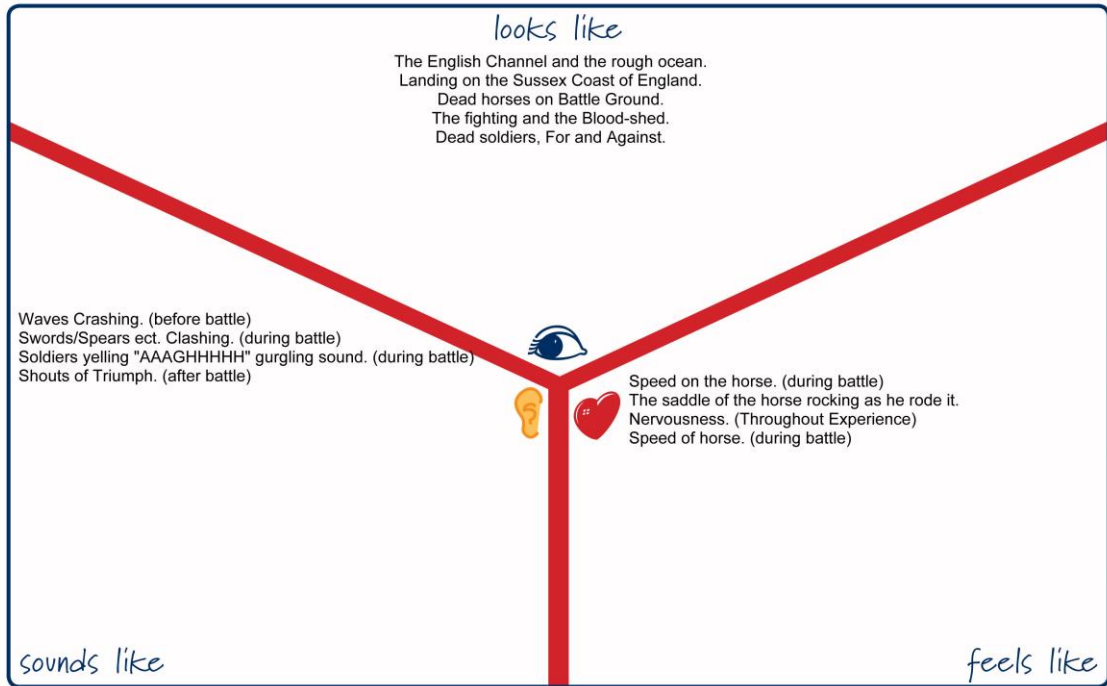 looks like
The English Channel and the rough ocean.
Landing on the Sussex Coast of England.
Dead horses on Battle Ground.
The fighting and the Blood-shed.
Dead soldiers, For and Against.
Waves Crashing. (before battle)
Swords/Spears ect. Clashing. (during battle)
Soldiers yelling "AAAGHHHHH" gurgling sound. (during battle)
Shouts of Triumph. (after battle)
Speed on the horse. (during battle)
The saddle of the horse rocking as he rode it.
Nervousness. (Throughout Experience)
Speed of horse. (during battle)
sounds like
feels like